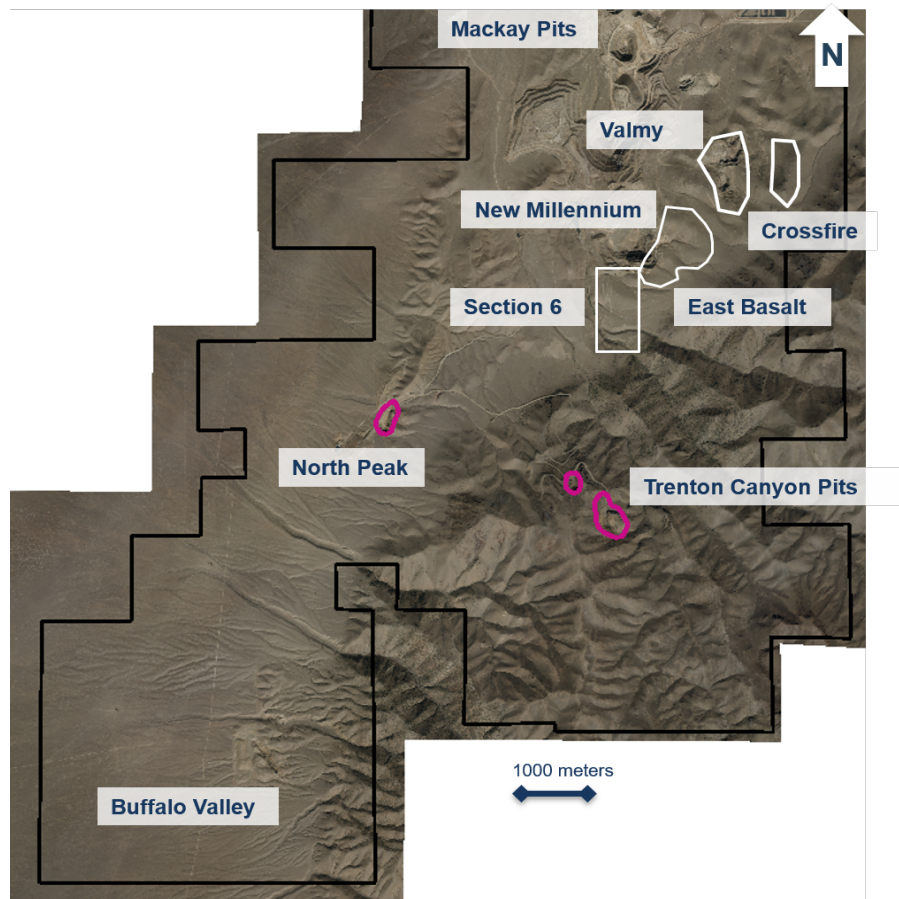 Mackay Pits
N
Valmy
New Millennium
Crossfire
Section 6
East Basalt
North Peak
Trenton Canyon Pits
1000 meters
Buffalo Valley